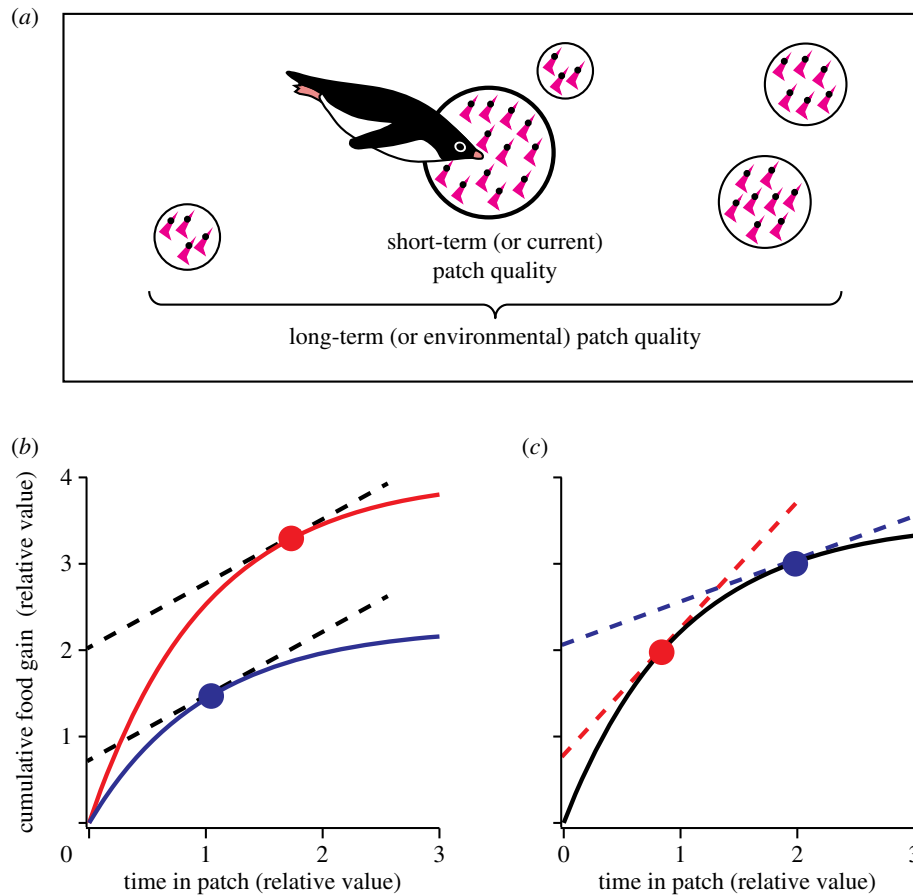 (a)
short-term (or current)
patch quality
long-term (or environmental) patch quality
(b)
(c)
cumulative food gain (relative value)
4
3
2
1
0
1
2
3
time in patch (relative value)
0
1
2
3
time in patch (relative value)